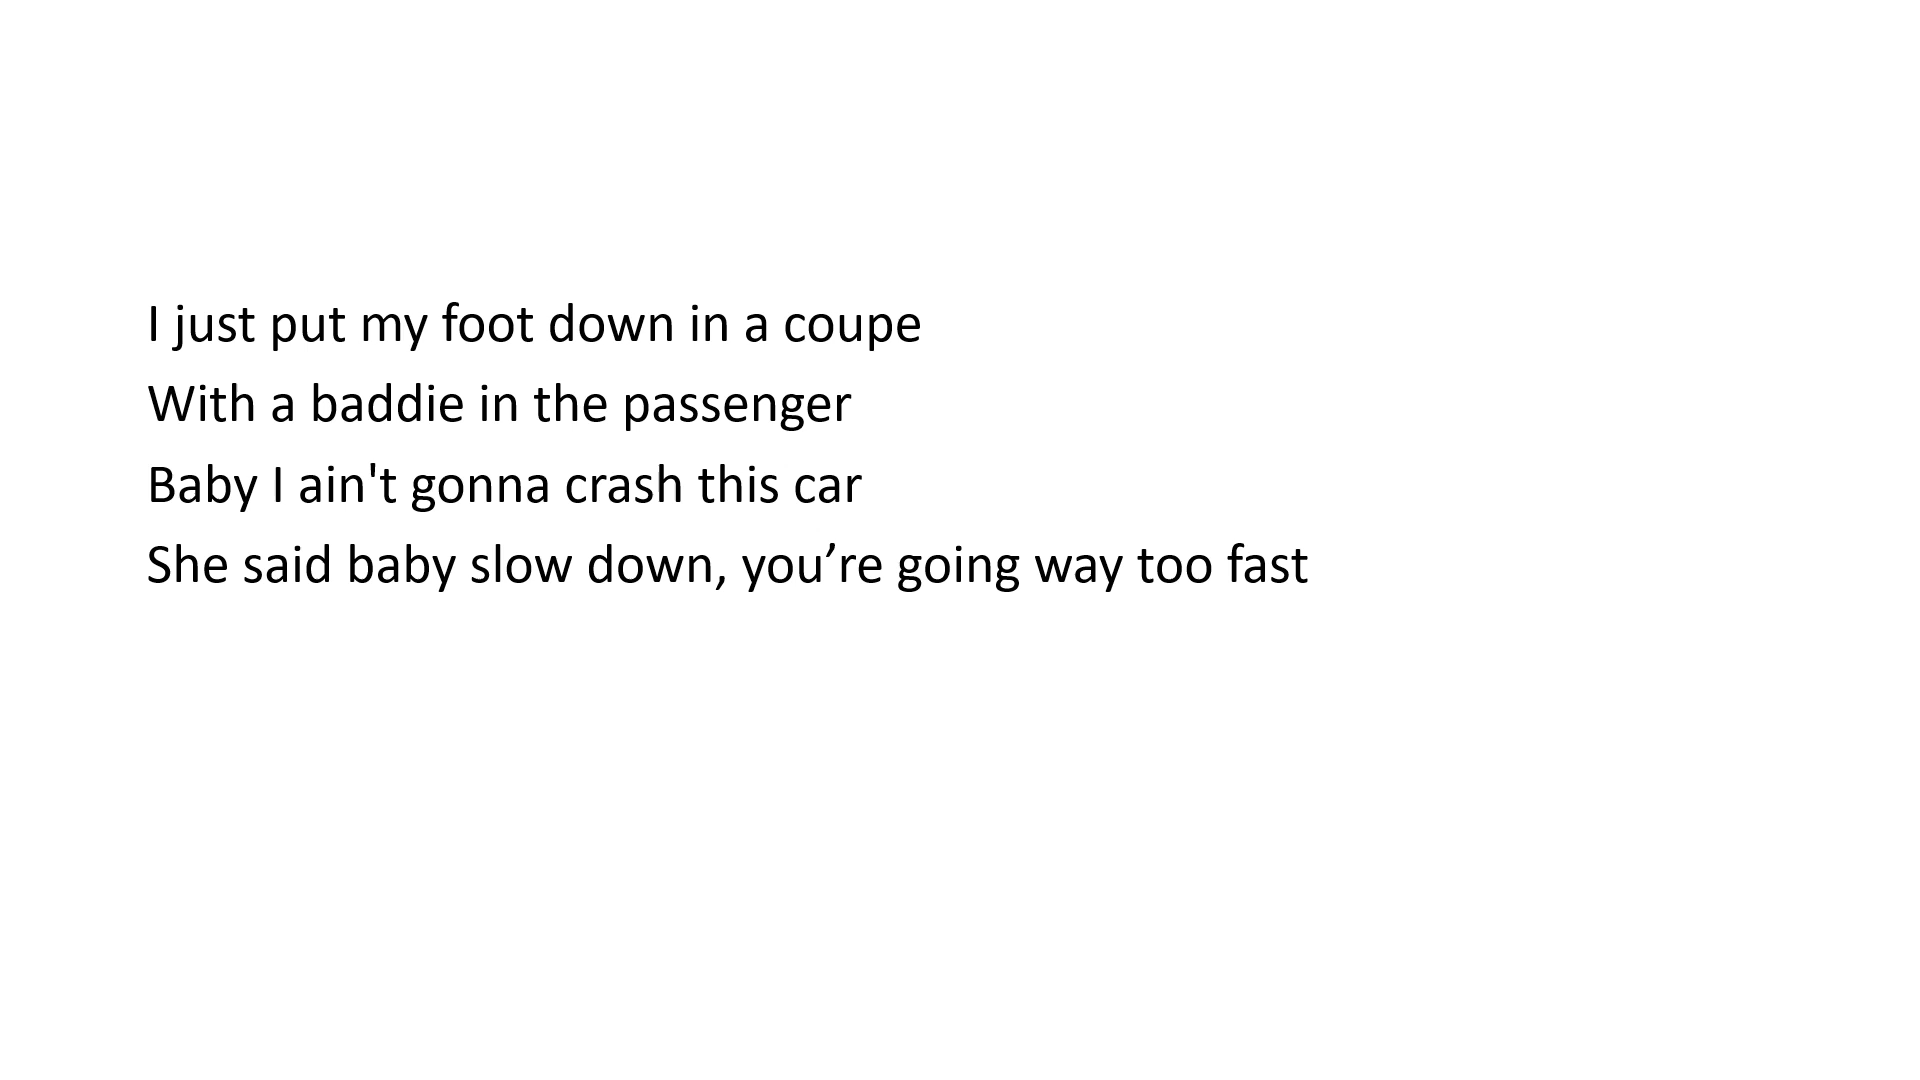 I just put my foot down in a coupe
With a baddie in the passenger
Baby I ain't gonna crash this car
She said baby slow down, you’re going way too fast